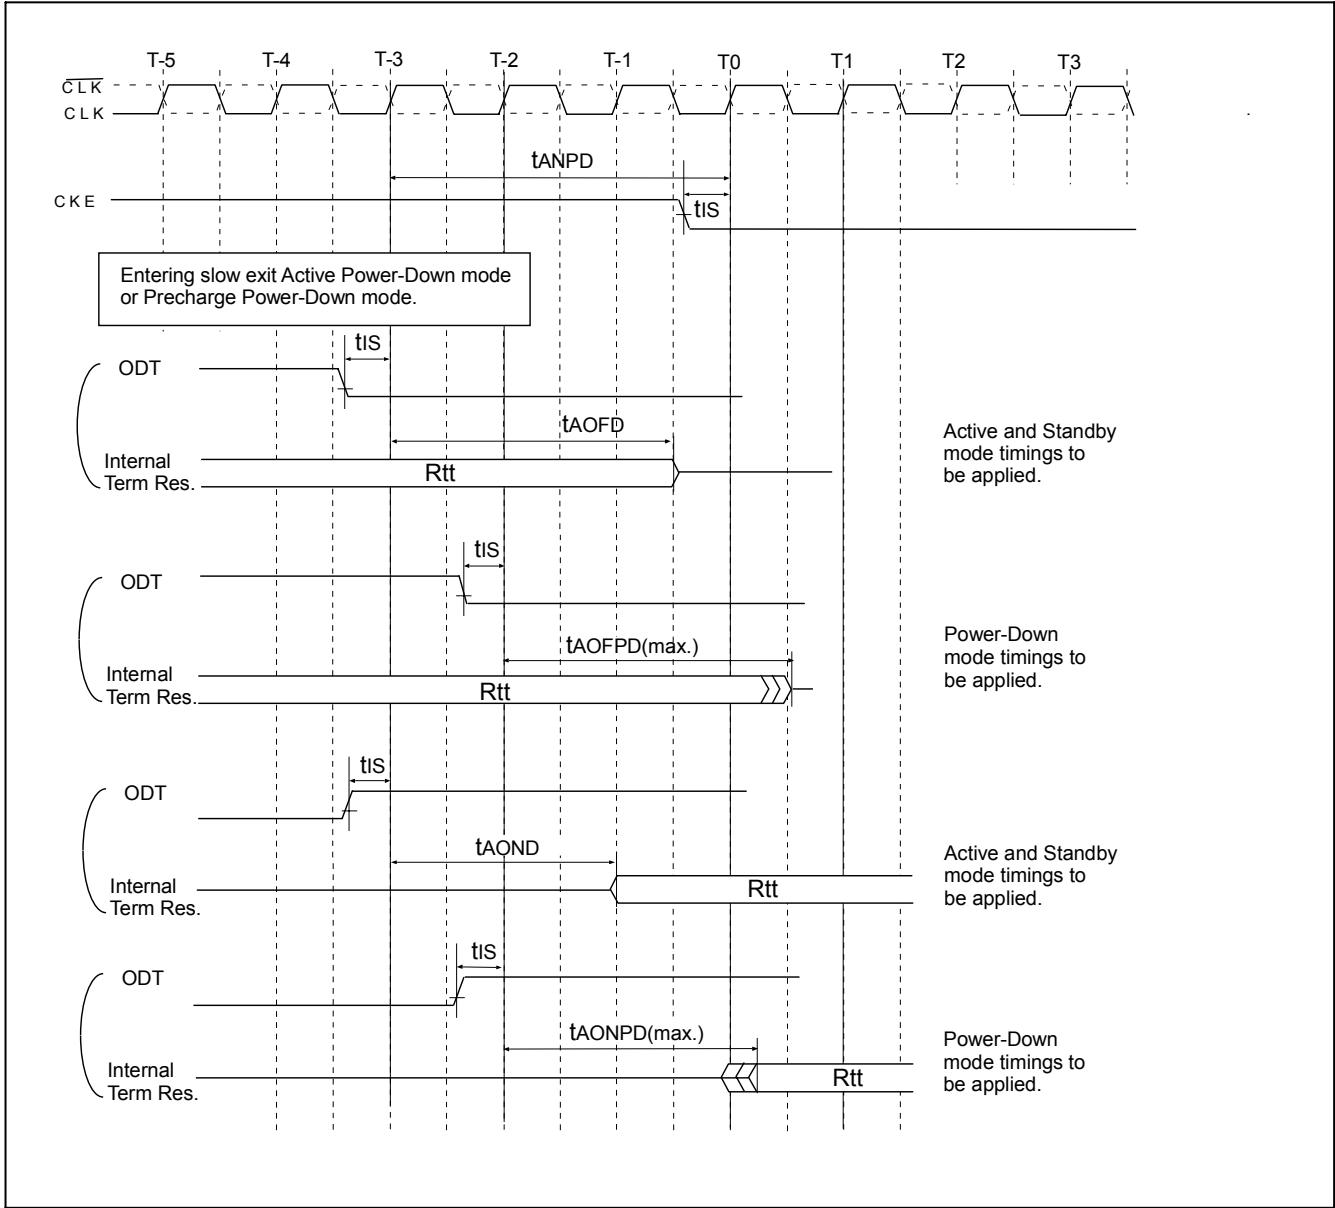 T-5 T-4 T-3 T-2 T-1 T0 T1 T2 T3
CLK
CLK
tANPD
CKE
tIS
Entering slow exit Active Power-Down mode
or Precharge Power-Down mode.
tIS
ODT
tAOFD
Internal
Term Res.
Rtt
Active and Standby
mode timings to
be applied.
tIS
ODT
tAOFPD(max.)
Internal
Term Res.
Rtt
Power-Down
mode timings to
be applied.
tIS
ODT
tAOND
Internal
Term Res.
Rtt
Active and Standby
mode timings to
be applied.
tIS
ODT
tAONPD(max.)
Internal
Term Res.
Rtt
Power-Down
mode timings to
be applied.